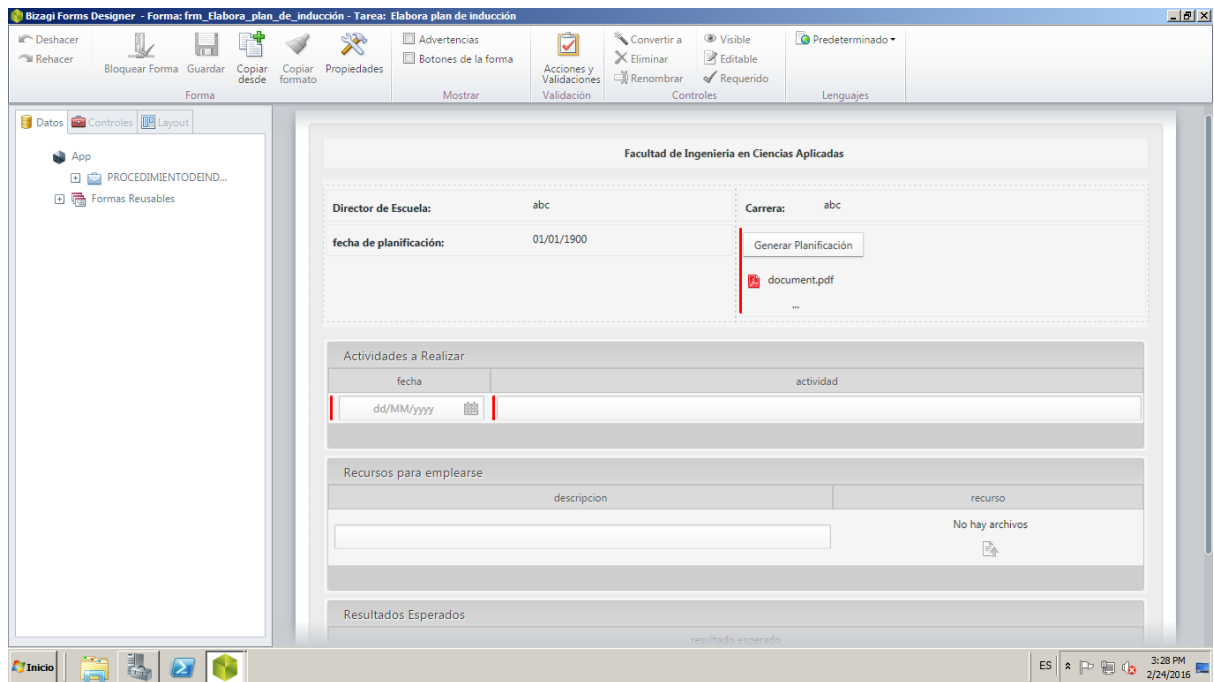 Bizagi Forms Designer - Forma: frm_Elabora_plan_de_inducción - Tarea: Elabora plan de inducción
Deshacer
Rehacer
Bloquear Forma
Guardar
Copiar desde
Forma
Copiar formato
Propiedades
Advertencias
Botones de la forma
Mostrar
Acciones y Validaciones
Validación
Convertir a
Eliminar
Renombrar
Visible
Editable
Requerido
Controles
Predeterminado
Lenguajes
Datos
Controles
Layout
App
PROCEDIMIENTODEIND...
Formas Reusables
Facultad de Ingenieria en Ciencias Aplicadas
Director de Escuela: abc
Carrera: abc
fecha de planificación: 01/01/1900
Generar Planificación
document.pdf
...
Actividades a Realizar
fecha actividad
dd/MM/yyyy
Recursos para emplearse
descripcion recurso
No hay archivos
Resultados Esperados
resultado esperado
Inicio
ES
3:28 PM
2/24/2016